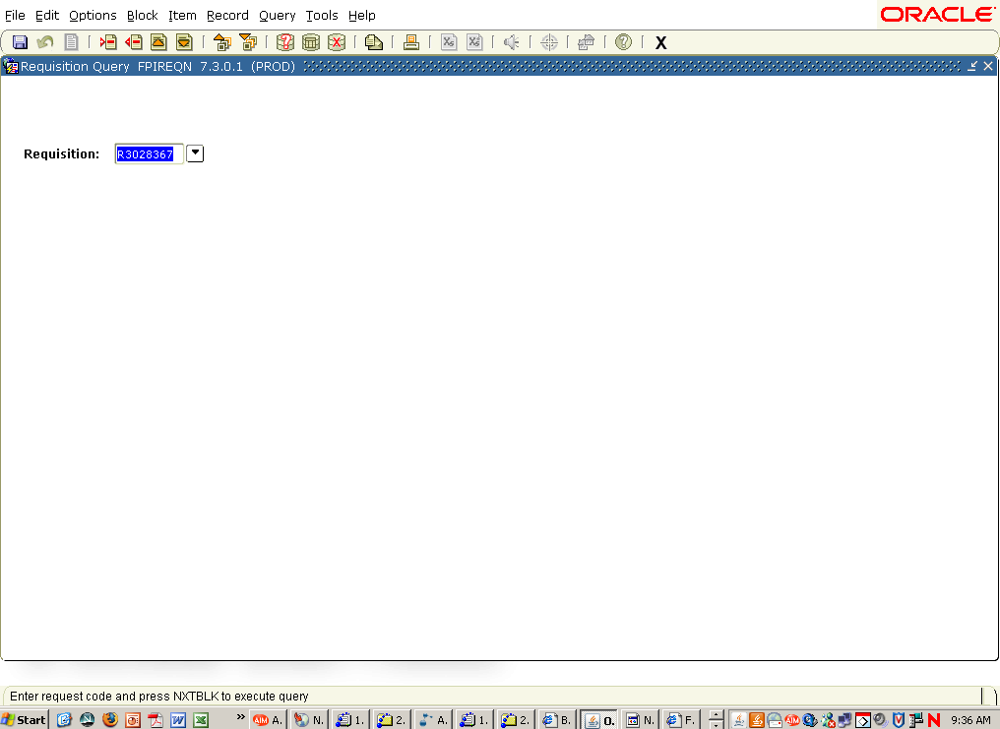 File Edit Options Block Item Record Query Tools Help
ORACLE
X
Requisition Query FPIREQN 7.3.0.1 (PROD)
Requisition: R3028367
Enter request code and press NXTBLK to execute query
Start » A. N. 1. 2. A. 1. 2. B. O. N. F. 9:36 AM